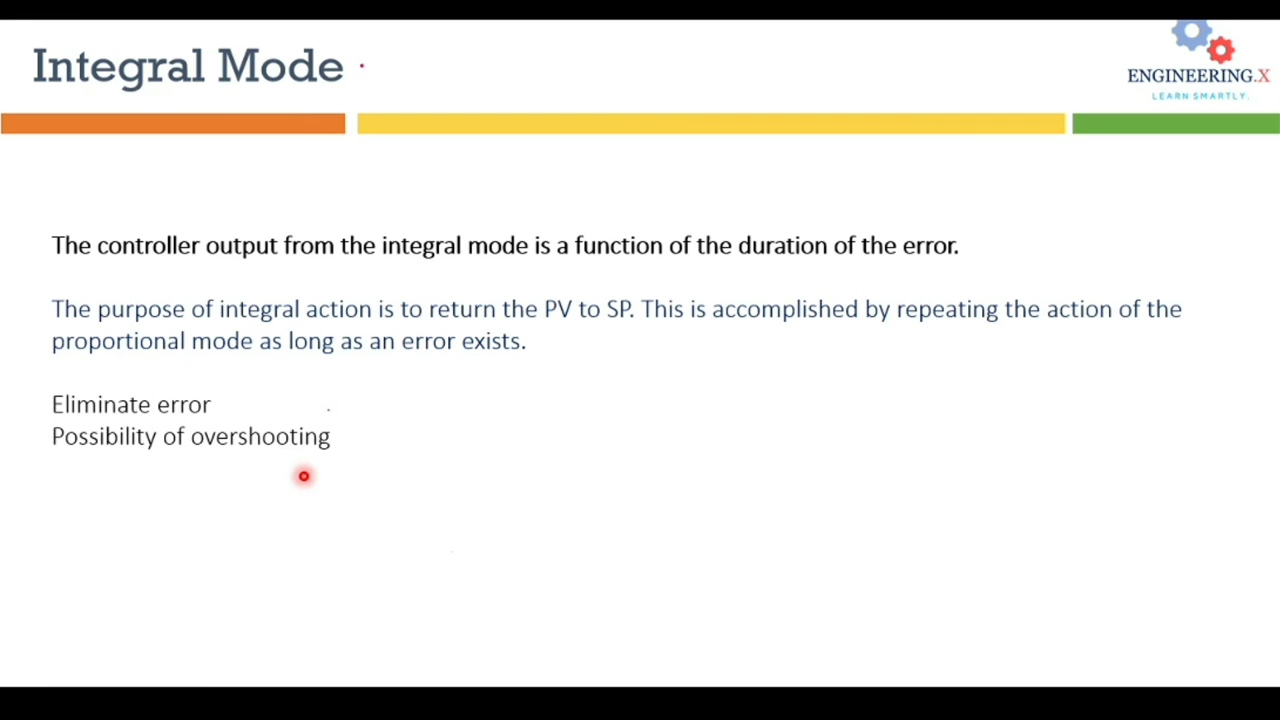 Integral Mode
ENGINEERING.X
LEARN SMARTLY.
The controller output from the integral mode is a function of the duration of the error.
The purpose of integral action is to return the PV to SP. This is accomplished by repeating the action of the
proportional mode as long as an error exists.
Eliminate error
Possibility of overshooting